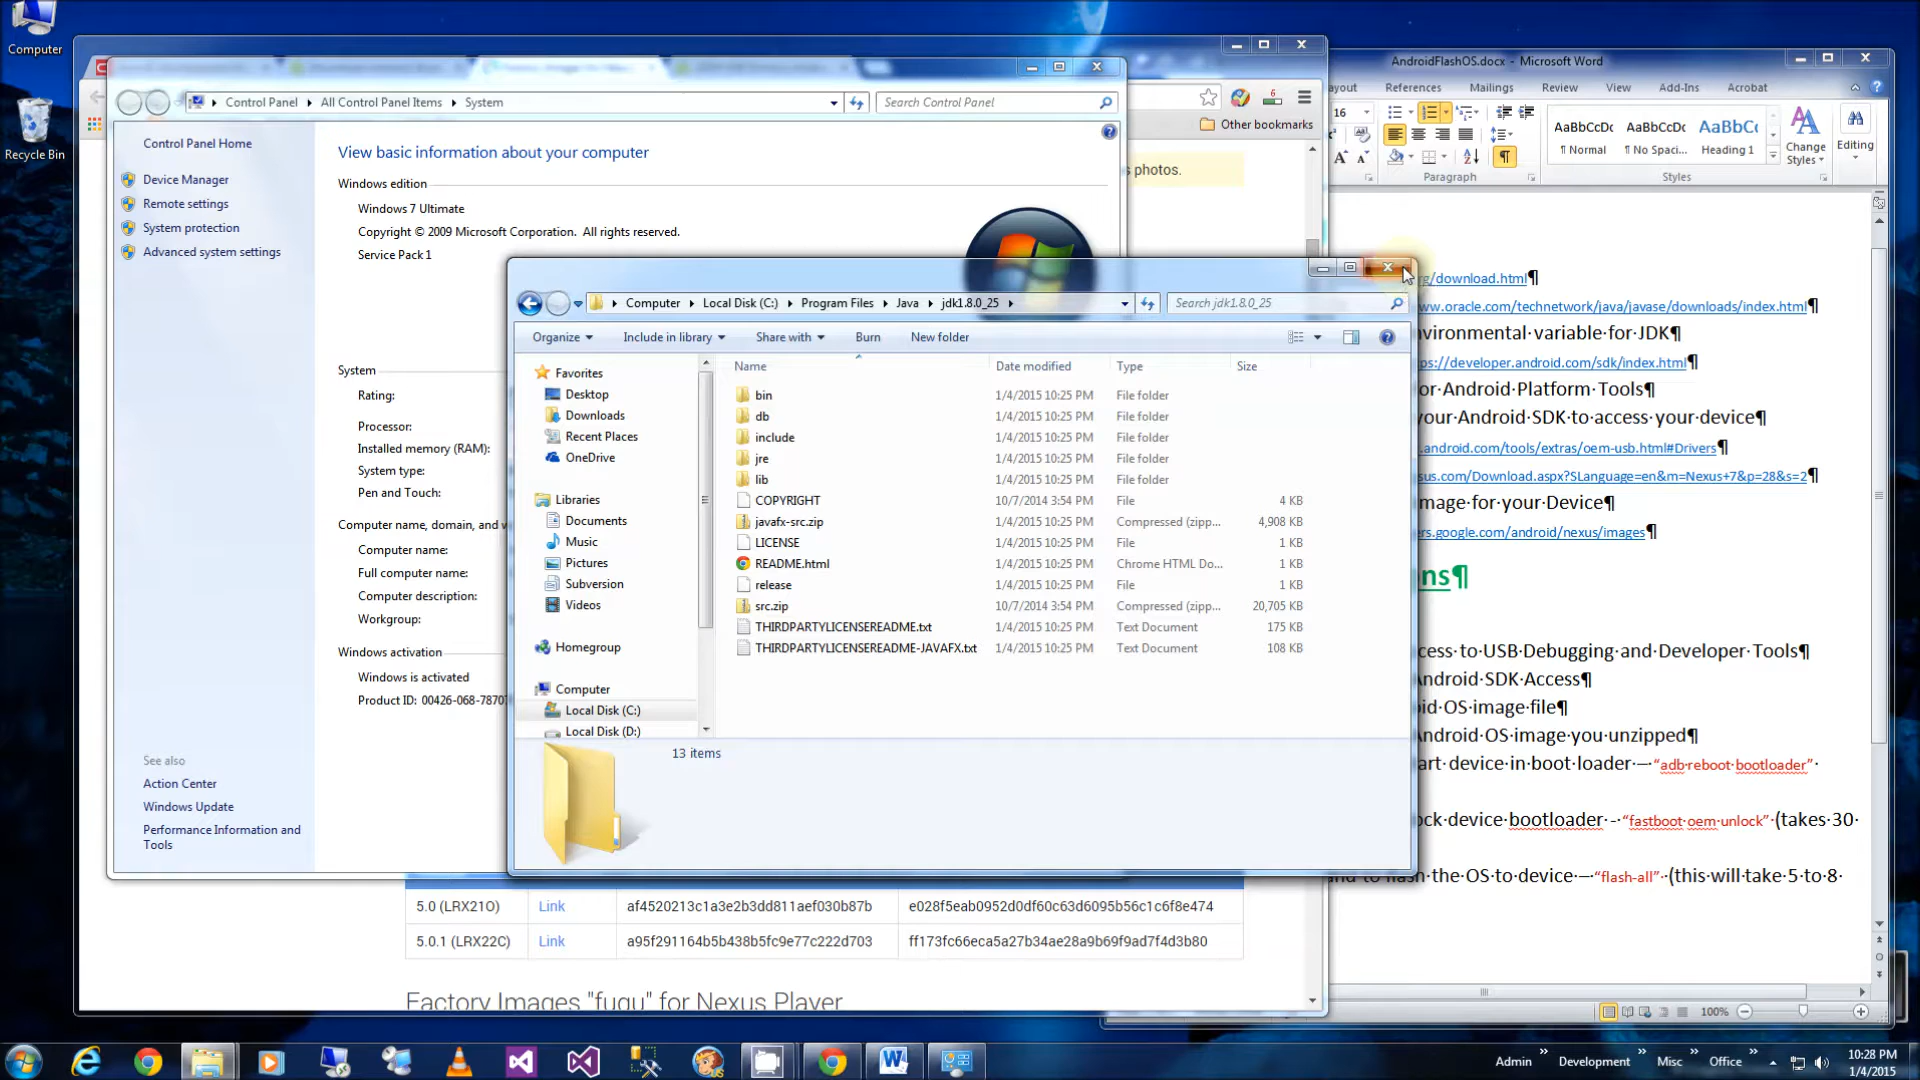 Computer
Recycle Bin
Control Panel
All Control Panel Items
System
Search Control Panel
Control Panel Home
Device Manager
Remote settings
System protection
Advanced system settings
See also
Action Center
Windows Update
Performance Information and
Tools
View basic information about your computer
Windows edition
Windows 7 Ultimate
Copyright © 2009 Microsoft Corporation. All rights reserved.
Service Pack 1
System
Rating:
Processor:
Installed memory (RAM):
System type:
Pen and Touch:
Computer name, domain, and w
Computer name:
Full computer name:
Computer description:
Workgroup:
Windows activation
Windows is activated
Product ID: 00426-068-7870
6
Other bookmarks
s photos.
Computer
Local Disk (C:)
Program Files
Java
jdk1.8.0_25
Search jdk1.8.0_25
Organize
Include in library
Share with
Burn
New folder
Favorites
Desktop
Downloads
Recent Places
OneDrive
Libraries
Documents
Music
Pictures
Subversion
Videos
Homegroup
Computer
Local Disk (C:)
Local Disk (D:)
Name Date modified Type Size
bin 1/4/2015 10:25 PM File folder
db 1/4/2015 10:25 PM File folder
include 1/4/2015 10:25 PM File folder
jre 1/4/2015 10:25 PM File folder
lib 1/4/2015 10:25 PM File folder
COPYRIGHT 10/7/2014 3:54 PM File 4 KB
javafx-src.zip 1/4/2015 10:25 PM Compressed (zipp... 4,908 KB
LICENSE 1/4/2015 10:25 PM File 1 KB
README.html 1/4/2015 10:25 PM Chrome HTML Do... 1 KB
release 1/4/2015 10:25 PM File 1 KB
src.zip 10/7/2014 3:54 PM Compressed (zipp... 20,705 KB
THIRDPARTYLICENSEREADME.txt 1/4/2015 10:25 PM Text Document 175 KB
THIRDPARTYLICENSEREADME-JAVAFX.txt 1/4/2015 10:25 PM Text Document 108 KB
13 items
5.0 (LRX21O) Link af4520213c1a3e2b3dd811aef030b87b e028f5eab0952d0df60c63d6095b56c1c6f8e474
5.0.1 (LRX22C) Link a95f291164b5b438b5fc9e77c222d703 ff173fc66eca5a27b34ae28a9b69f9ad7f4d3b80
Factory Images "fugu" for Nexus Player
AndroidFlashOS.docx - Microsoft Word
yout References Mailings Review View Add-Ins Acrobat
16
AaBbCcDc AaBbCcDc AaBbCc
¶ Normal ¶ No Spaci... Heading 1
Change
Styles
Editing
Paragraph
Styles
rg/download.html¶
ww.oracle.com/technetwork/java/javase/downloads/index.html¶
nvironmental·variable·for·JDK¶
ps://developer.android.com/sdk/index.html¶
or·Android·Platform·Tools¶
your·Android·SDK·to·access·your·device¶
.android.com/tools/extras/oem-usb.html#Drivers¶
sus.com/Download.aspx?SLanguage=en&m=Nexus+7&p=28&s=2¶
mage·for·your·Device¶
ers.google.com/android/nexus/images¶
ns¶
cess·to·USB·Debugging·and·Developer·Tools¶
Android·SDK·Access¶
id·OS·image·file¶
Android·OS·image·you·unzipped¶
art·device·in·boot·loader·–·“adb·reboot·bootloader”·
ock·device·bootloader·-·“fastboot·oem·unlock”·(takes·30·
and·to·flash·the·OS·to·device·–·“flash-all”·(this·will·take·5·to·8·
100%
Admin
Development
Misc
Office
10:28 PM
1/4/2015